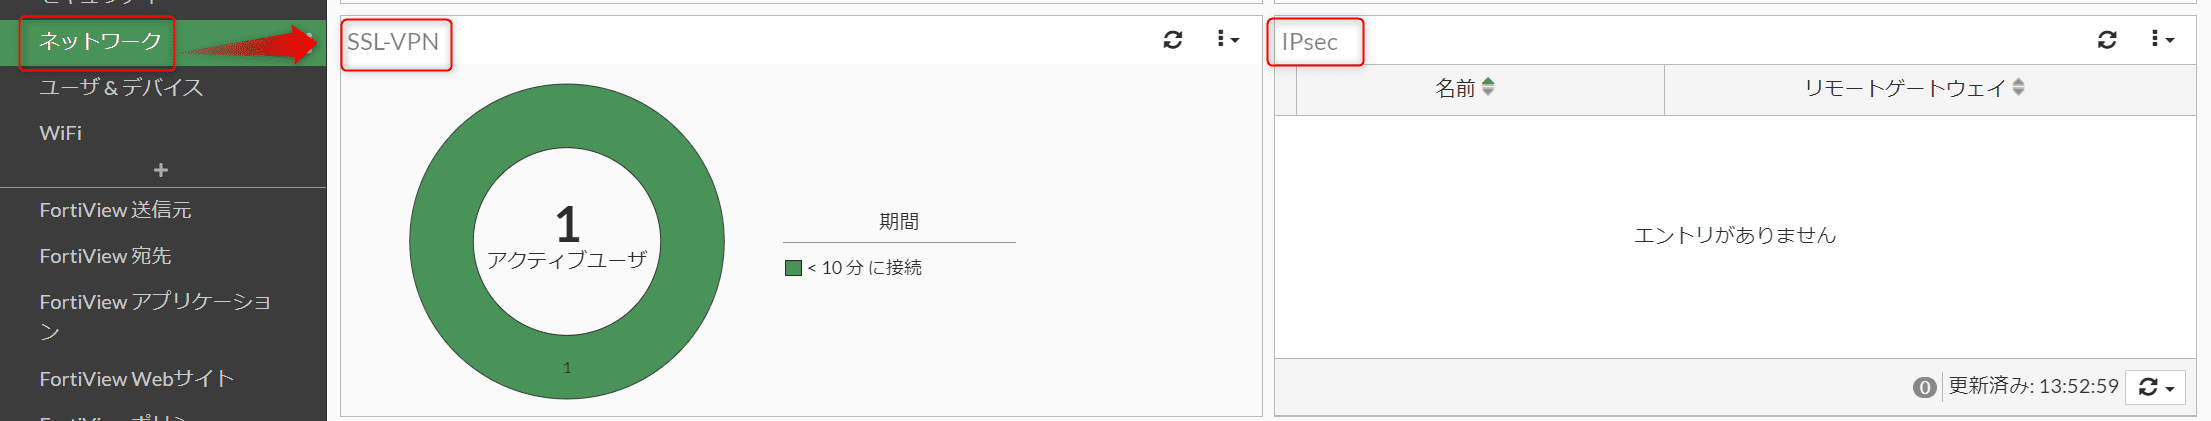 ネットワーク
ユーザ & デバイス
WiFi
+
FortiView 送信元
FortiView 宛先
FortiView アプリケーショ
ン
FortiView Webサイト
SSL-VPN
1
アクティブユーザ
1
期間
< 10 分 に接続
IPsec
名前
リモートゲートウェイ
エントリがありません
0 更新済み: 13:52:59